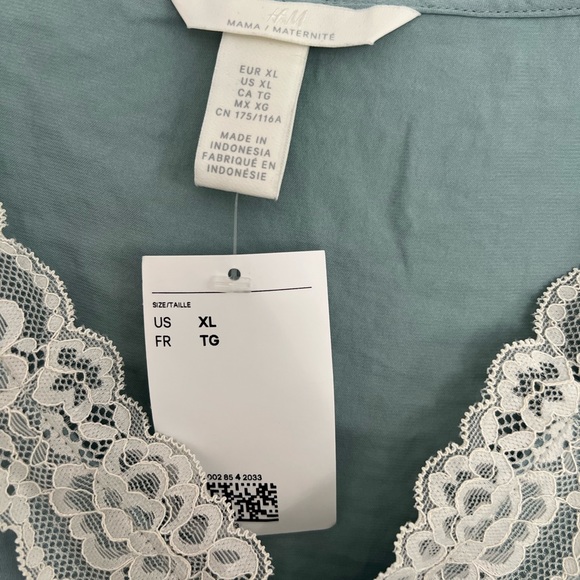 H&M
MAMA / MATERNITÉ
EUR XL
US XL
CA TG
MX XG
CN 175/116A
MADE IN
INDONESIA
FABRIQUÉ EN
INDONÉSIE
SIZE/TAILLE
US XL
FR TG
002 85 4 2033